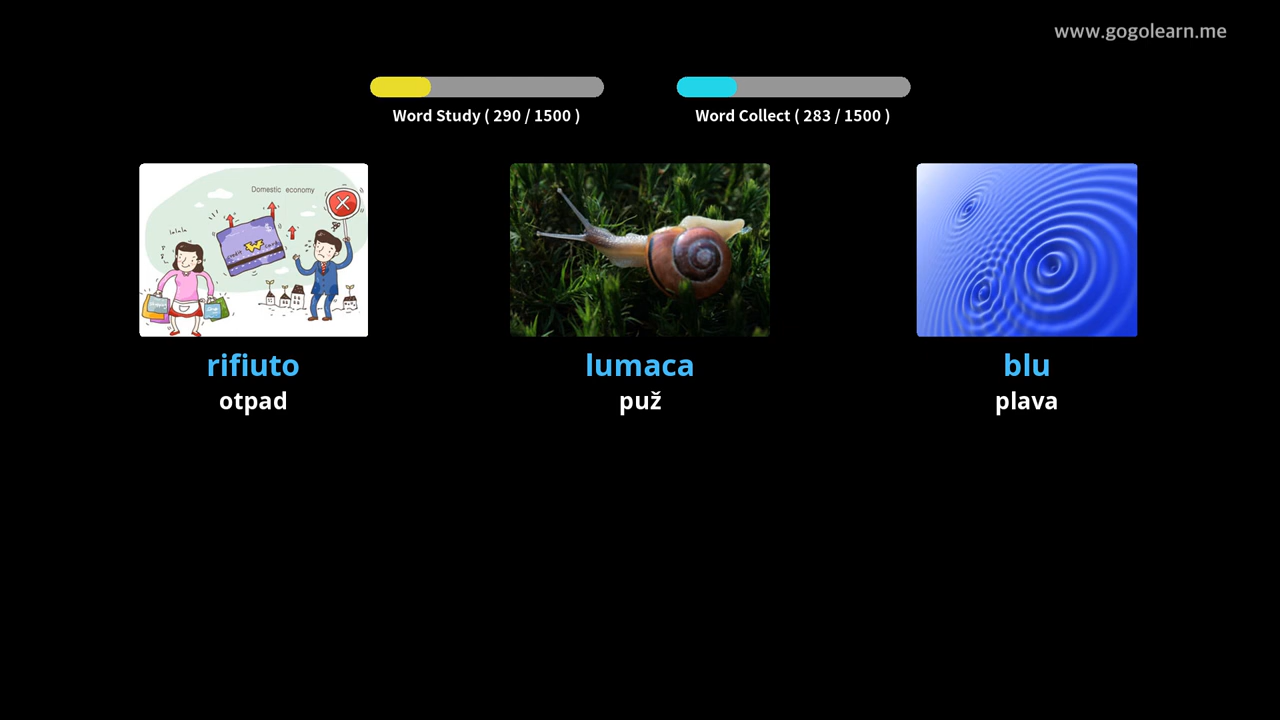 www.gogolearn.me
Word Study ( 290 / 1500 )
Word Collect ( 283 / 1500 )
Domestic economy
lalala
rifiuto
lumaca
blu
otpad
puž
plava